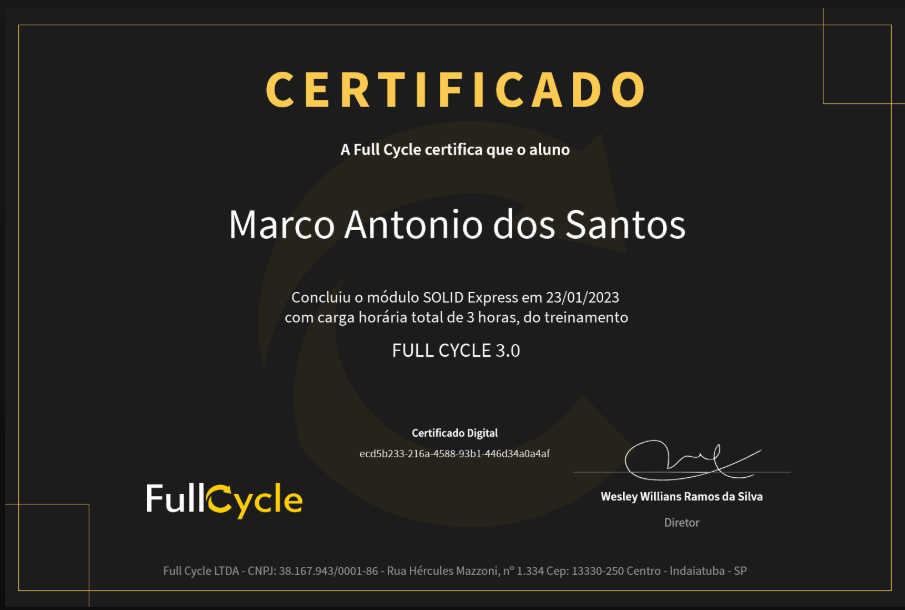 CERTIFICADO
A Full Cycle certifica que o aluno
Marco Antonio dos Santos
Concluiu o módulo SOLID Express em 23/01/2023
com carga horária total de 3 horas, do treinamento
FULL CYCLE 3.0
Certificado Digital
ecd5b233-216a-4588-93b1-446d34a0a4af
FullCycle
Wesley Willians Ramos da Silva
Diretor
Full Cycle LTDA - CNPJ: 38.167.943/0001-86 - Rua Hércules Mazzoni, nº 1.334 Cep: 13330-250 Centro - Indaiatuba - SP